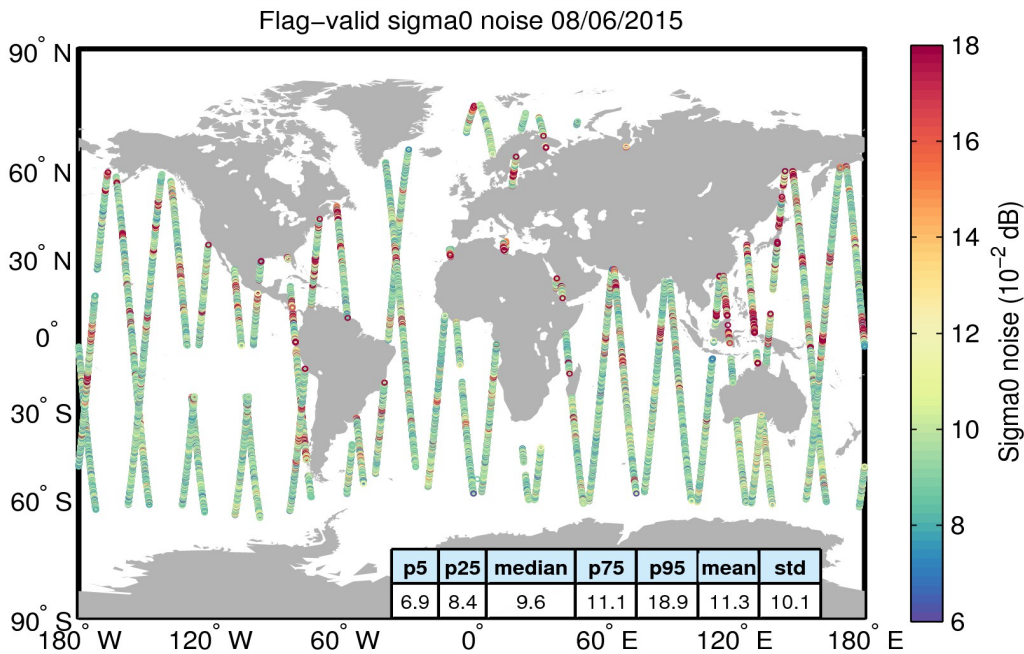 Flag−valid sigma0 noise 08/06/2015
90° N
60° N
30° N
0°
30° S
60° S
90° S
180° W
120° W
60° W
0°
60° E
120° E
180° E
p5 p25 median p75 p95 mean std
6.9 8.4 9.6 11.1 18.9 11.3 10.1
18
16
14
12
10
8
6
Sigma0 noise (10⁻² dB)